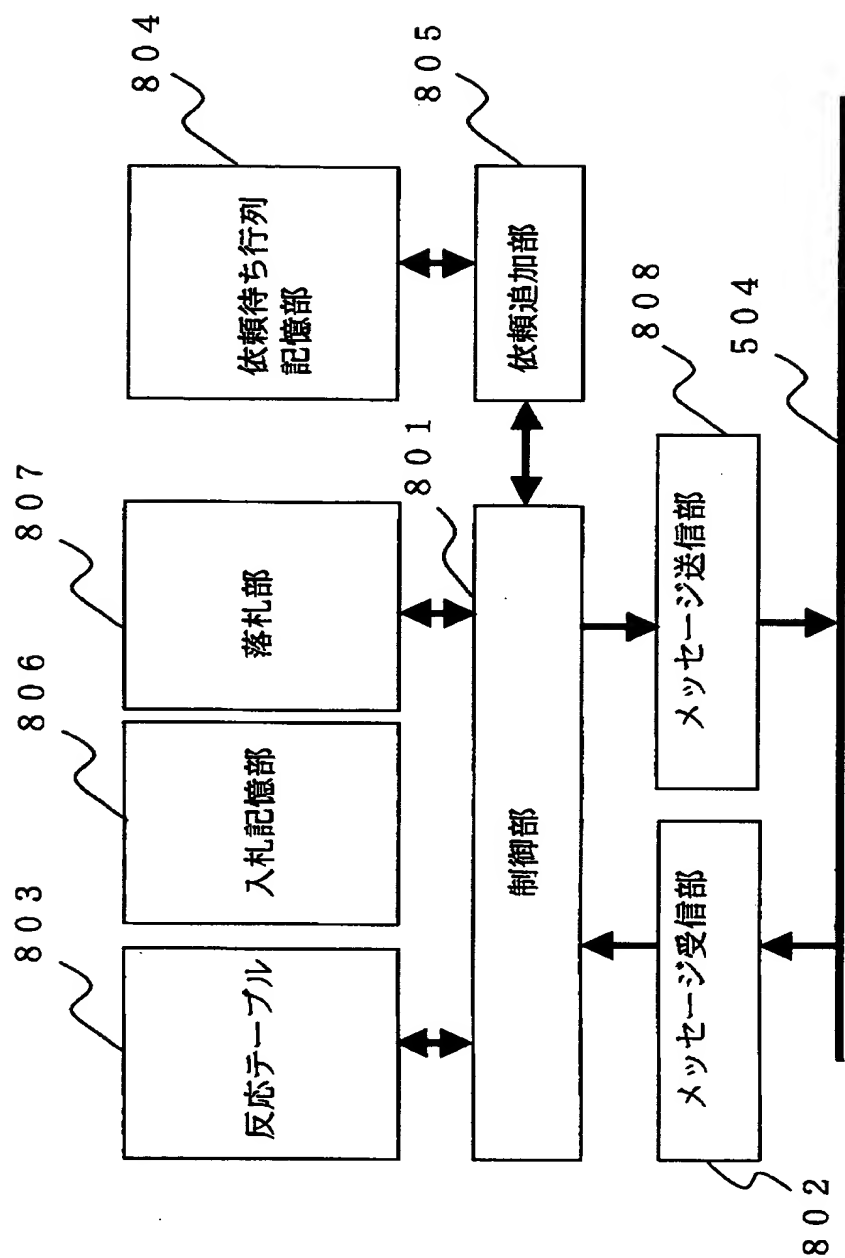 803
806
807
804
反応テーブル
入札記憶部
落札部
依頼待ち行列
記憶部
801
805
制御部
依頼追加部
802
メッセージ受信部
メッセージ送信部
808
504